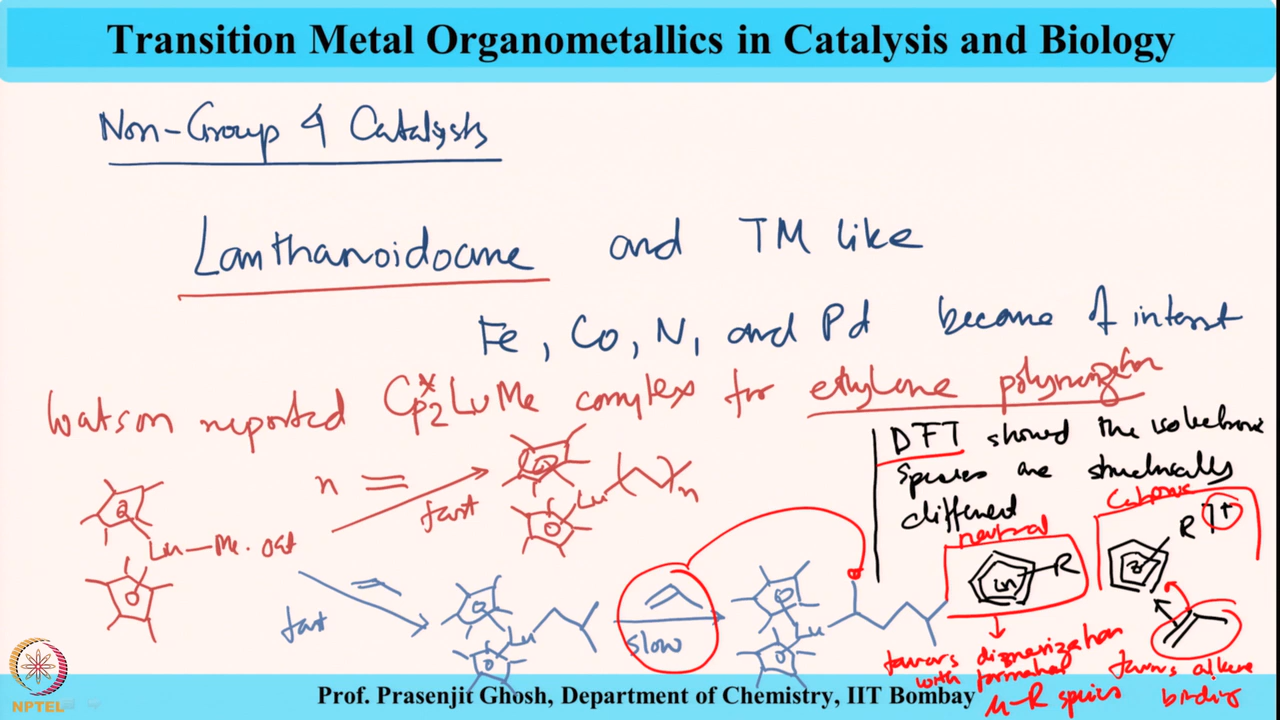 Transition Metal Organometallics in Catalysis and Biology
Non-Group 4 Catalysts
Lanthanoidocene and TM like
Fe, Co, Ni, and Pd became of interest
Watson reported Cp*2LuMe complex for ethylene polymerization
DFT showed the isoelectronic
Species are structurally
different
neutral
Cationic
n
fast
Lu
n
Lu—Me. OEt
R
R
+
fast
Lu
slow
Lu
Ln
favors dimerization
with formation
μ-R species
favors alkene
binding
NPTEL
Prof. Prasenjit Ghosh, Department of Chemistry, IIT Bombay